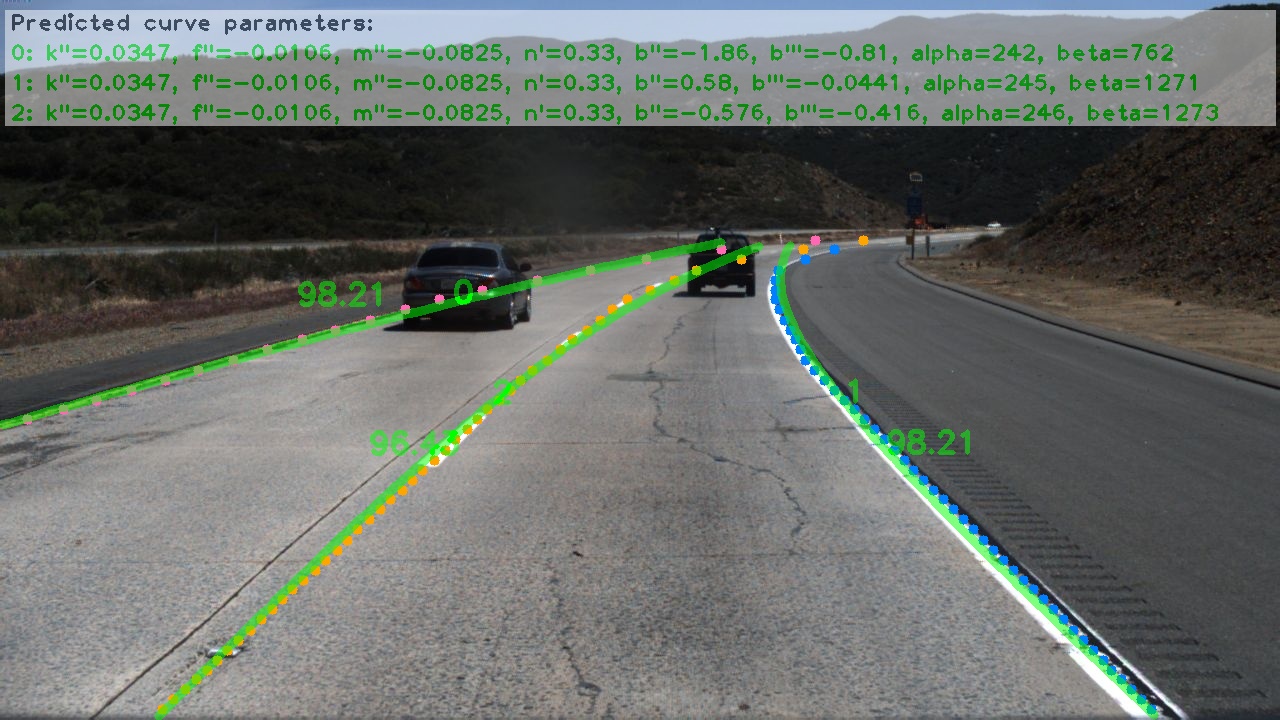 Predicted curve parameters:
0: k''=0.0347, f''=-0.0106, m''=-0.0825, n'=0.33, b''=-1.86, b'''=-0.81, alpha=242, beta=762
1: k''=0.0347, f''=-0.0106, m''=-0.0825, n'=0.33, b''=0.58, b'''=-0.0441, alpha=245, beta=1271
2: k''=0.0347, f''=-0.0106, m''=-0.0825, n'=0.33, b''=-0.576, b'''=-0.416, alpha=246, beta=1273
98.21 0
2 1
98.21